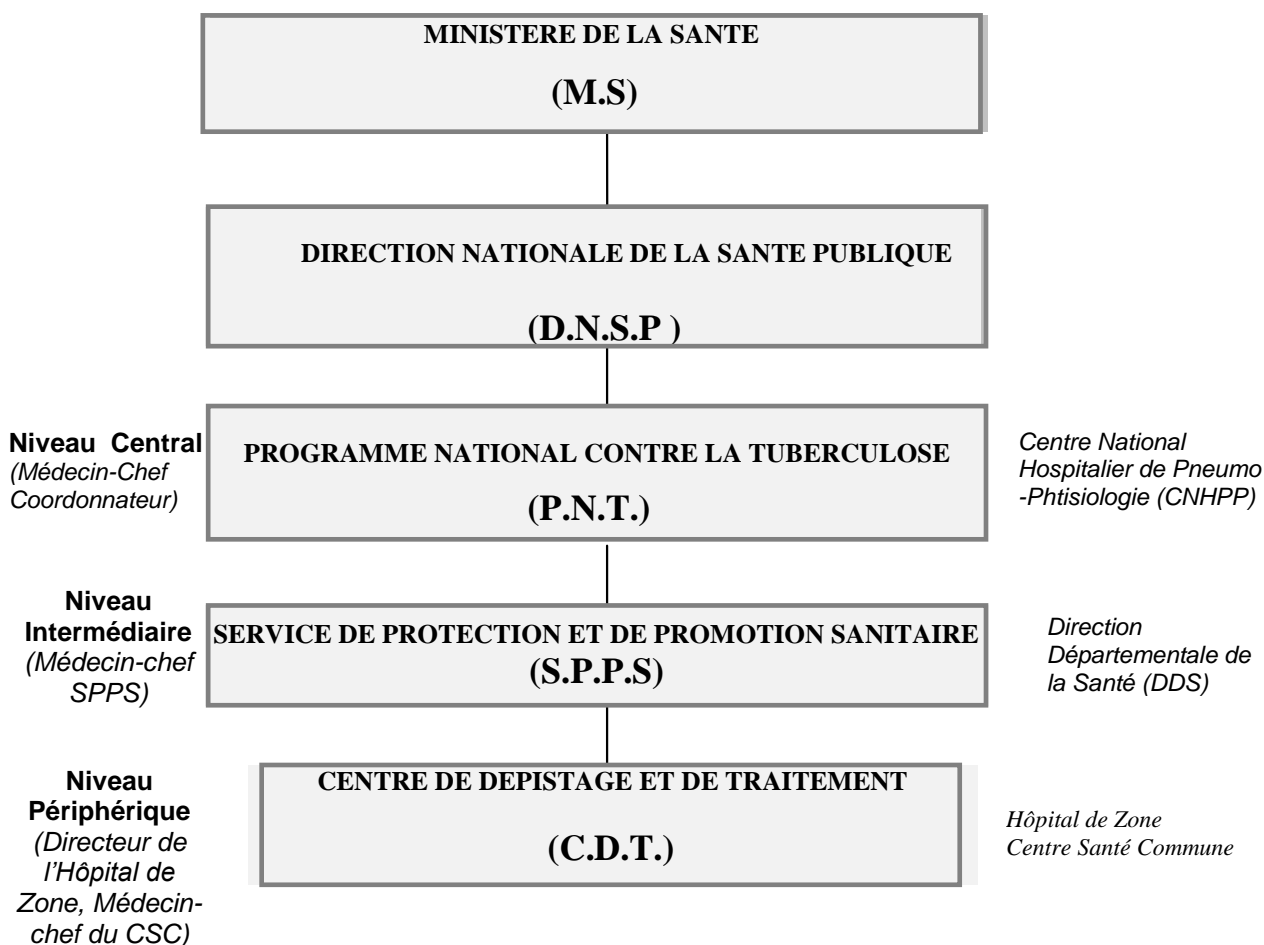 MINISTERE DE LA SANTE
(M.S)
DIRECTION NATIONALE DE LA SANTE PUBLIQUE
(D.N.S.P )
Niveau Central
(Médecin-Chef
Coordonnateur)
PROGRAMME NATIONAL CONTRE LA TUBERCULOSE
(P.N.T.)
Centre National
Hospitalier de Pneumo
-Phtisiologie (CNHPP)
Niveau
Intermédiaire
(Médecin-chef
SPPS)
SERVICE DE PROTECTION ET DE PROMOTION SANITAIRE
(S.P.P.S)
Direction
Départementale de
la Santé (DDS)
Niveau
Périphérique
(Directeur de
l’Hôpital de
Zone, Médecin-
chef du CSC)
CENTRE DE DEPISTAGE ET DE TRAITEMENT
(C.D.T.)
Hôpital de Zone
Centre Santé Commune